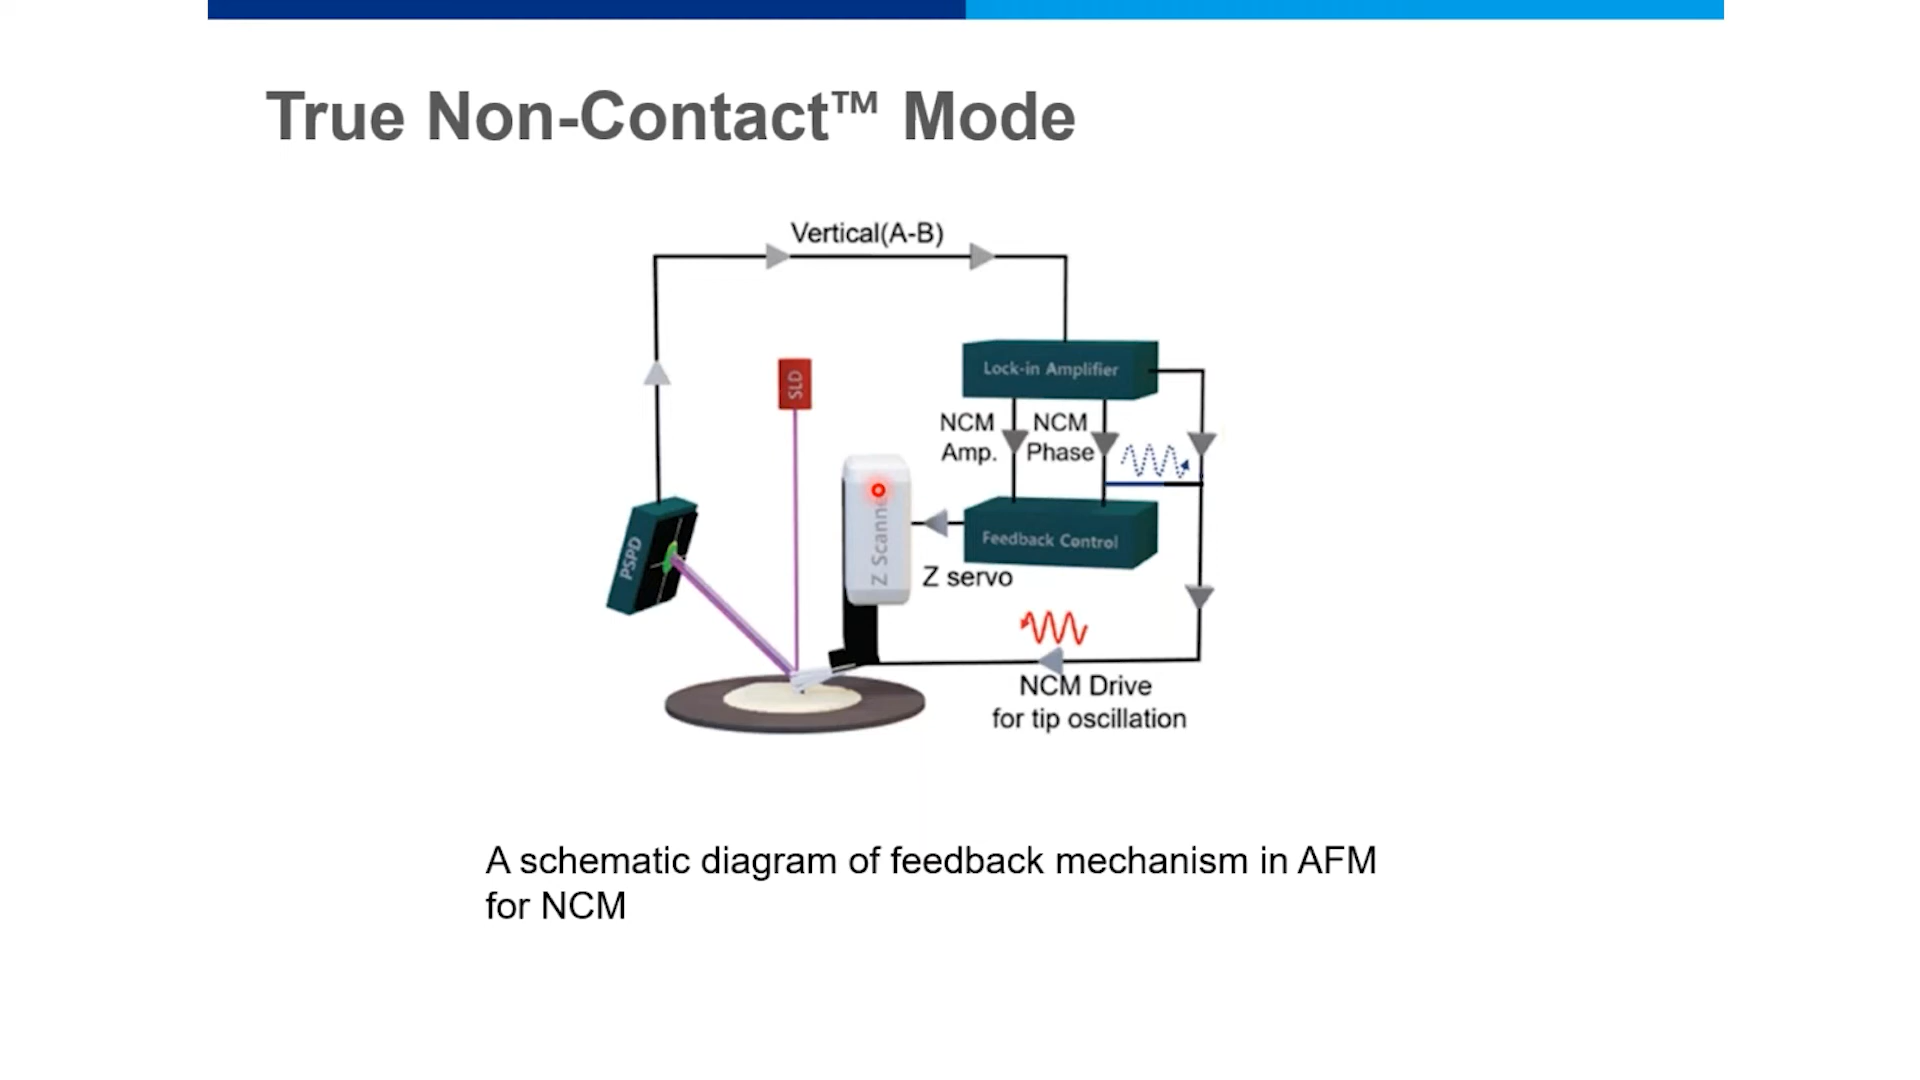 True Non-Contact™ Mode
Vertical(A-B)
SLD
Lock-in Amplifier
NCM Amp.
NCM Phase
PSPD
Z Scanne
Feedback Control
Z servo
NCM Drive
for tip oscillation
A schematic diagram of feedback mechanism in AFM
for NCM